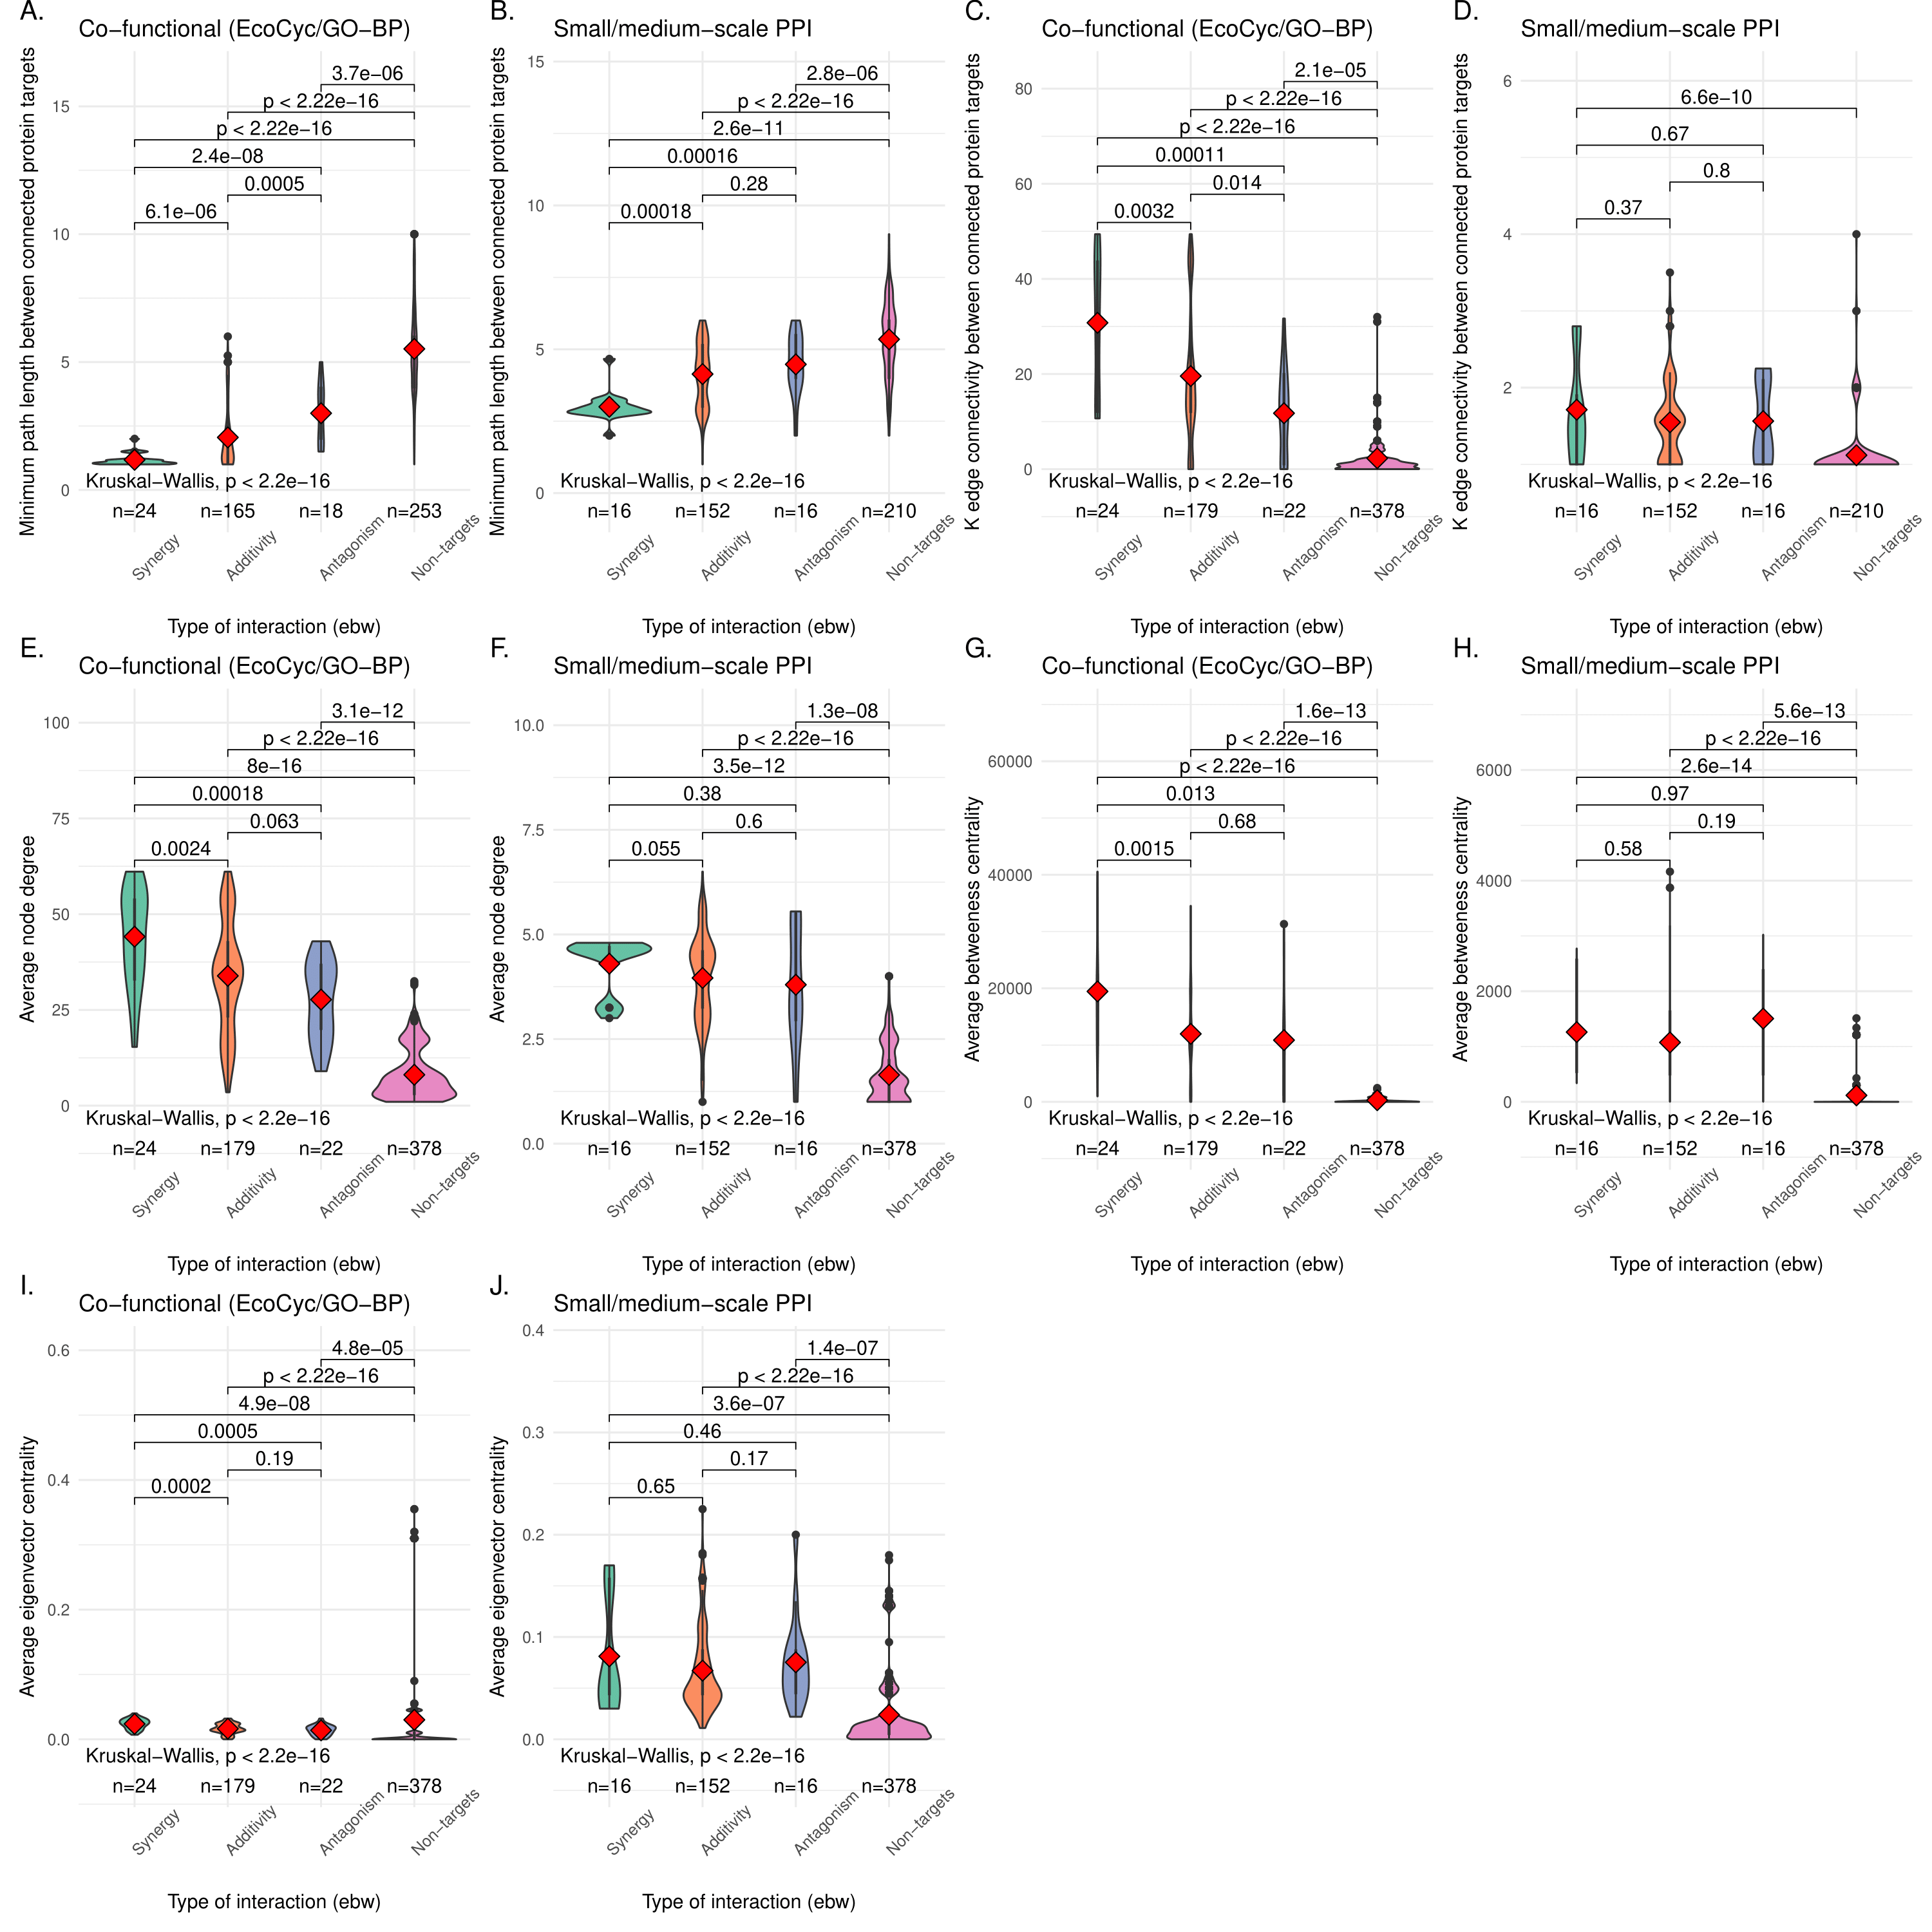 A.
Co−functional (EcoCyc/GO−BP)
Minimum path length between connected protein targets
15
10
5
0
3.7e−06
p < 2.22e−16
p < 2.22e−16
2.4e−08
0.0005
6.1e−06
Kruskal−Wallis, p < 2.2e−16
n=24 n=165 n=18 n=253
Synergy Additivity Antagonism Non−targets
Type of interaction (ebw)
B.
Small/medium−scale PPI
Minimum path length between connected protein targets
15
10
5
0
2.8e−06
p < 2.22e−16
2.6e−11
0.00016
0.28
0.00018
Kruskal−Wallis, p < 2.2e−16
n=16 n=152 n=16 n=210
Synergy Additivity Antagonism Non−targets
Type of interaction (ebw)
C.
Co−functional (EcoCyc/GO−BP)
K edge connectivity between connected protein targets
80
60
40
20
0
2.1e−05
p < 2.22e−16
p < 2.22e−16
0.00011
0.014
0.0032
Kruskal−Wallis, p < 2.2e−16
n=24 n=179 n=22 n=378
Synergy Additivity Antagonism Non−targets
Type of interaction (ebw)
D.
Small/medium−scale PPI
K edge connectivity between connected protein targets
6
4
2
6.6e−10
0.67
0.8
0.37
Kruskal−Wallis, p < 2.2e−16
n=16 n=152 n=16 n=210
Synergy Additivity Antagonism Non−targets
Type of interaction (ebw)
E.
Co−functional (EcoCyc/GO−BP)
Average node degree
100
75
50
25
0
3.1e−12
p < 2.22e−16
8e−16
0.00018
0.063
0.0024
Kruskal−Wallis, p < 2.2e−16
n=24 n=179 n=22 n=378
Synergy Additivity Antagonism Non−targets
Type of interaction (ebw)
F.
Small/medium−scale PPI
Average node degree
10.0
7.5
5.0
2.5
0.0
1.3e−08
p < 2.22e−16
3.5e−12
0.38
0.6
0.055
Kruskal−Wallis, p < 2.2e−16
n=16 n=152 n=16 n=378
Synergy Additivity Antagonism Non−targets
Type of interaction (ebw)
G.
Co−functional (EcoCyc/GO−BP)
Average betweeness centrality
60000
40000
20000
0
1.6e−13
p < 2.22e−16
p < 2.22e−16
0.013
0.68
0.0015
Kruskal−Wallis, p < 2.2e−16
n=24 n=179 n=22 n=378
Synergy Additivity Antagonism Non−targets
Type of interaction (ebw)
H.
Small/medium−scale PPI
Average betweeness centrality
6000
4000
2000
0
5.6e−13
p < 2.22e−16
2.6e−14
0.97
0.19
0.58
Kruskal−Wallis, p < 2.2e−16
n=16 n=152 n=16 n=378
Synergy Additivity Antagonism Non−targets
Type of interaction (ebw)
I.
Co−functional (EcoCyc/GO−BP)
Average eigenvector centrality
0.6
0.4
0.2
0.0
4.8e−05
p < 2.22e−16
4.9e−08
0.0005
0.19
0.0002
Kruskal−Wallis, p < 2.2e−16
n=24 n=179 n=22 n=378
Synergy Additivity Antagonism Non−targets
Type of interaction (ebw)
J.
Small/medium−scale PPI
Average eigenvector centrality
0.4
0.3
0.2
0.1
0.0
1.4e−07
p < 2.22e−16
3.6e−07
0.46
0.17
0.65
Kruskal−Wallis, p < 2.2e−16
n=16 n=152 n=16 n=378
Synergy Additivity Antagonism Non−targets
Type of interaction (ebw)